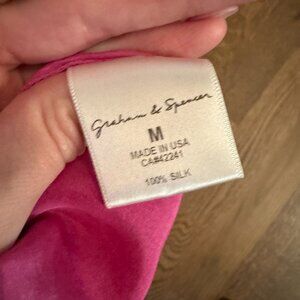 Graham & Spencer
M
MADE IN USA
CA#42241
100% SILK